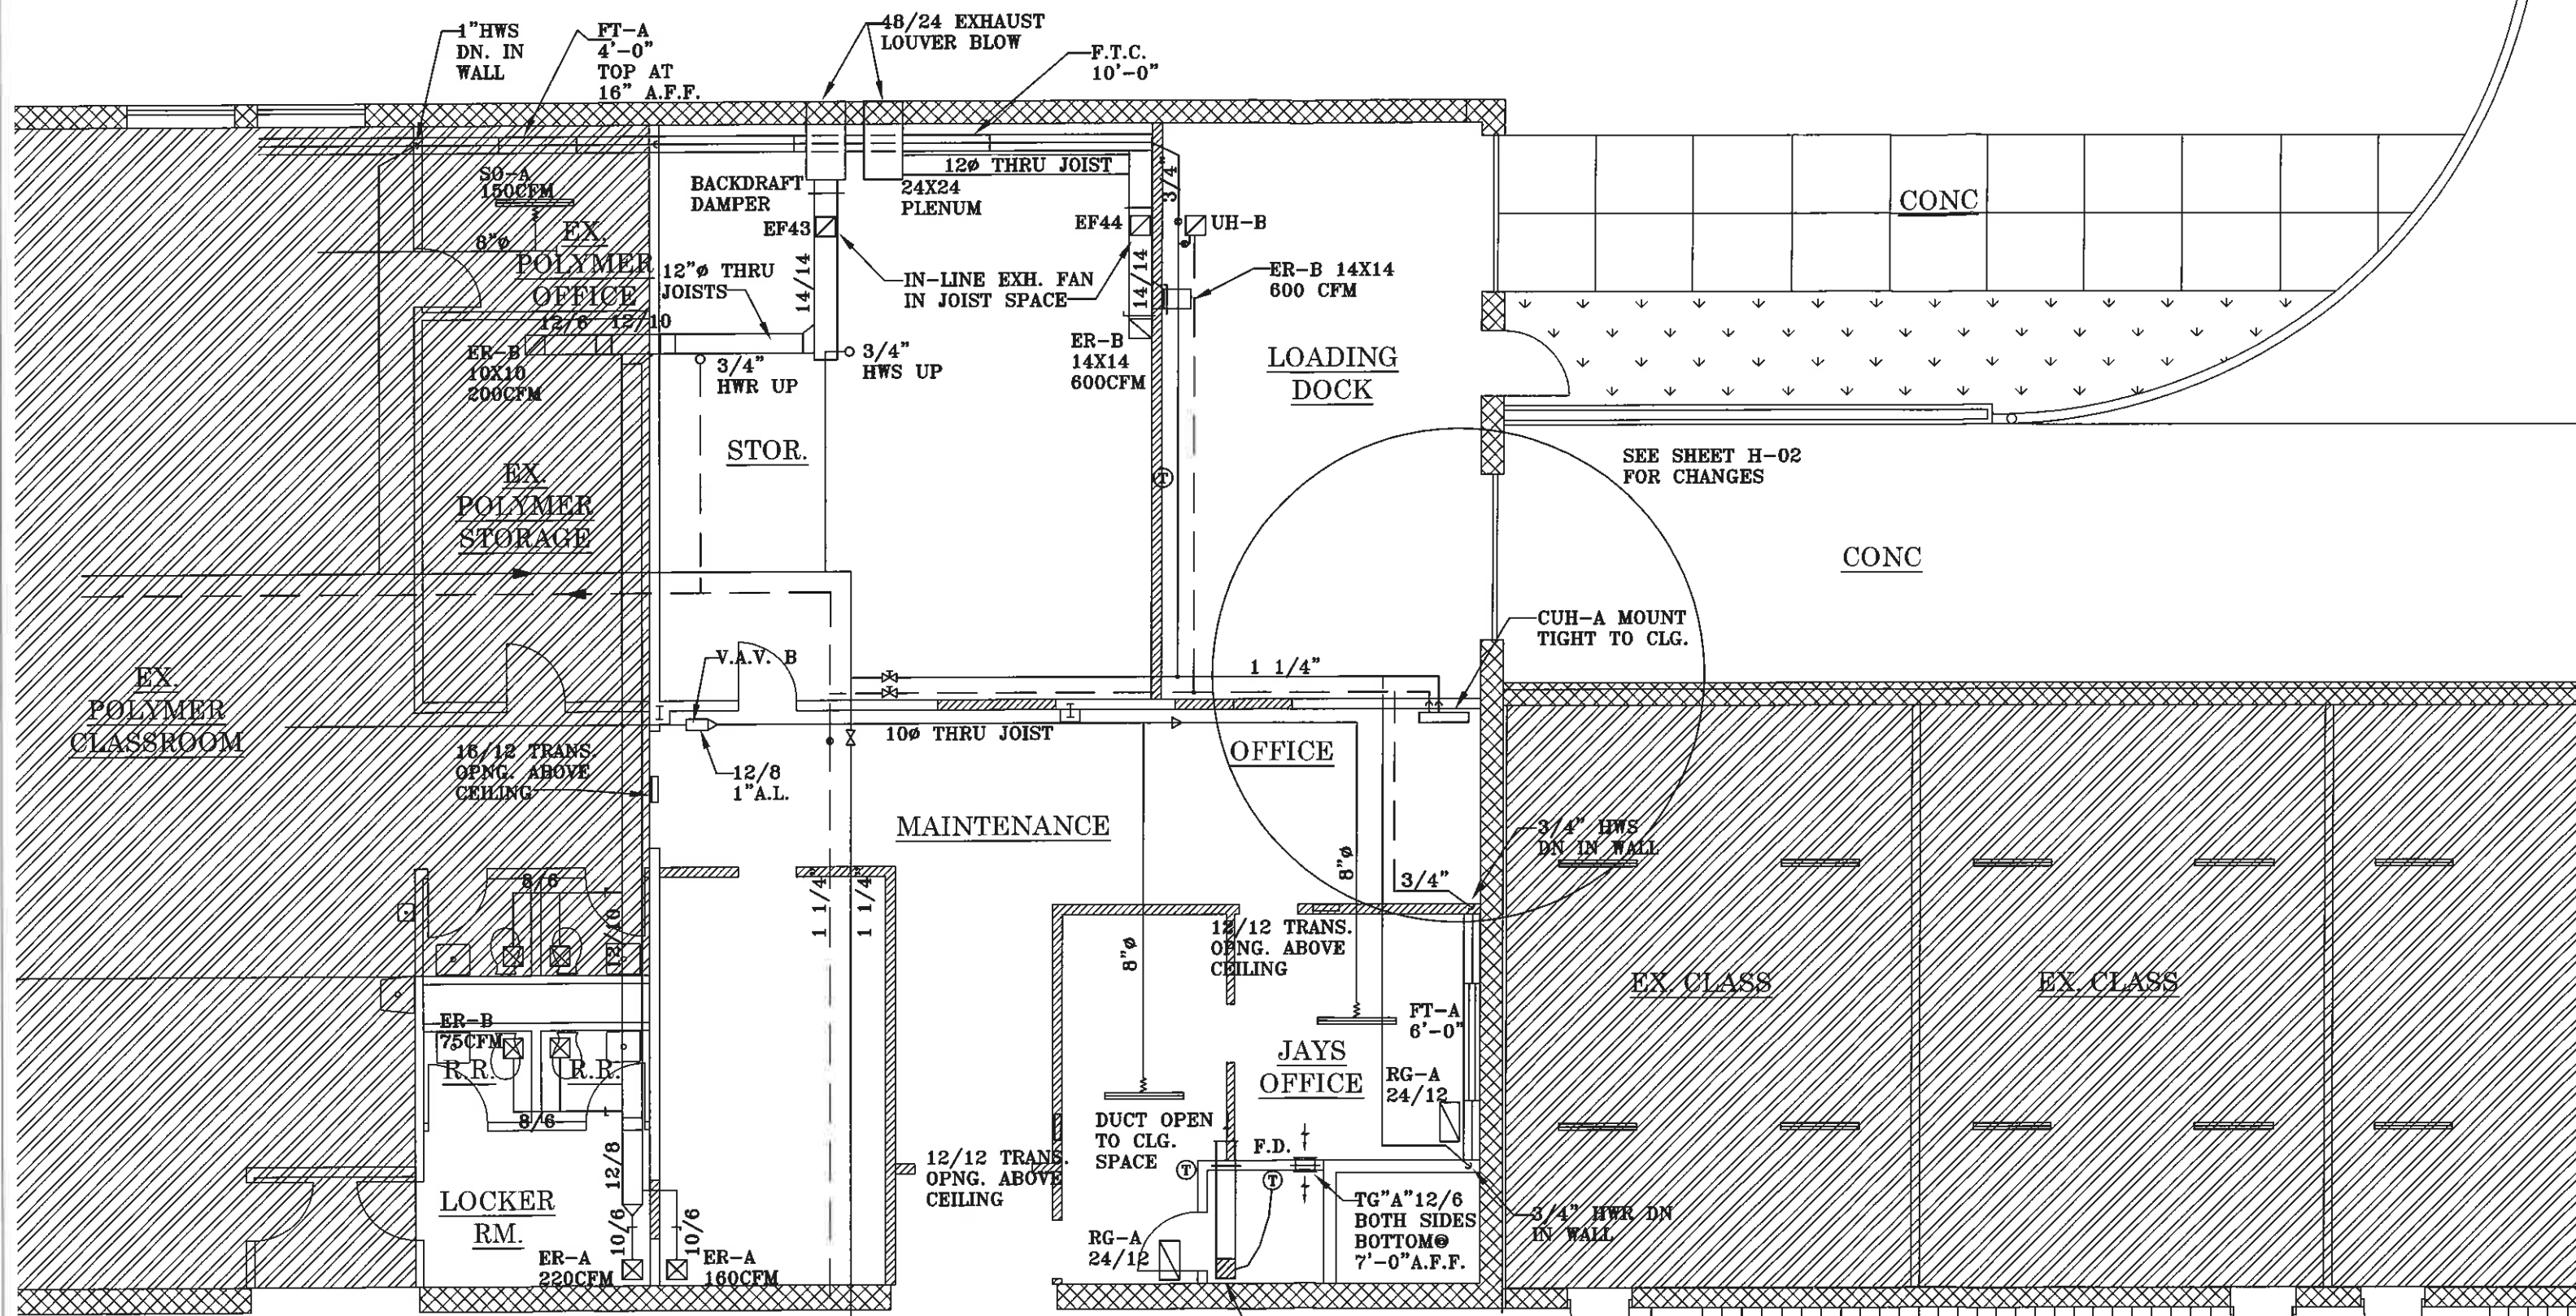 1"HWS
DN. IN
WALL
FT-A
4'-0"
TOP AT
16" A.F.F.
48/24 EXHAUST
LOUVER BLOW
F.T.C.
10'-0"
SO-A
150CFM
8"ø
EX.
POLYMER
OFFICE
BACKDRAFT
DAMPER
EF43
24X24
PLENUM
12ø THRU JOIST
3/4"
EF44
UH-B
CONC
12"ø THRU
JOISTS
14/14
IN-LINE EXH. FAN
IN JOIST SPACE
14/14
ER-B 14X14
600 CFM
12/6
12/10
ER-B
10X10
200CFM
3/4"
HWR UP
3/4"
HWS UP
ER-B
14X14
600CFM
LOADING
DOCK
STOR.
EX.
POLYMER
STORAGE
T
SEE SHEET H-02
FOR CHANGES
CONC
CUH-A MOUNT
TIGHT TO CLG.
V.A.V. B
1 1/4"
EX.
POLYMER
CLASSROOM
16/12 TRANS.
OPNG. ABOVE
CEILING
12/8
1"A.L.
10ø THRU JOIST
OFFICE
MAINTENANCE
3/4" HWS
DN IN WALL
8"ø
3/4"
8/6
12/10
1 1/4
1 1/4
8"ø
12/12 TRANS.
OPNG. ABOVE
CEILING
EX. CLASS
EX. CLASS
ER-B
75CFM
R.R.
R.R.
8/6
FT-A
6'-0"
JAYS
OFFICE
RG-A
24/12
DUCT OPEN
TO CLG.
SPACE
F.D.
12/8
12/12 TRANS.
OPNG. ABOVE
CEILING
T
T
LOCKER
RM.
10/6
10/6
ER-A
220CFM
ER-A
160CFM
RG-A
24/12
TG"A"12/6
BOTH SIDES
BOTTOM@
7'-0"A.F.F.
3/4" HWR DN
IN WALL